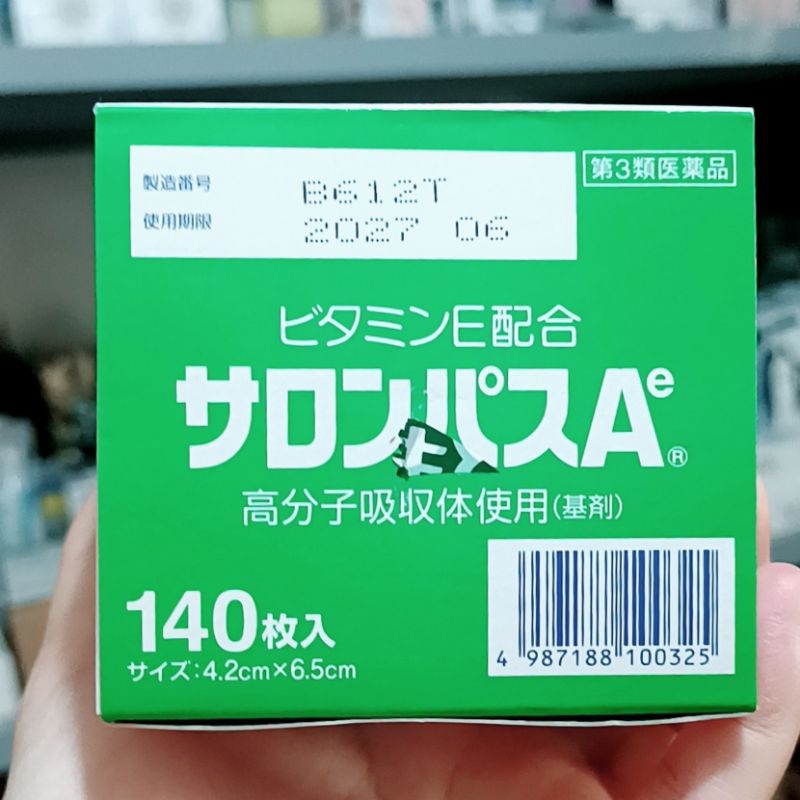 製造番号 B612T
使用期限 2027 06
第3類医薬品
ビタミンE配合
サロンパスAe®
高分子吸収体使用(基剤)
140枚入
サイズ:4.2cm×6.5cm
4 987188 100325